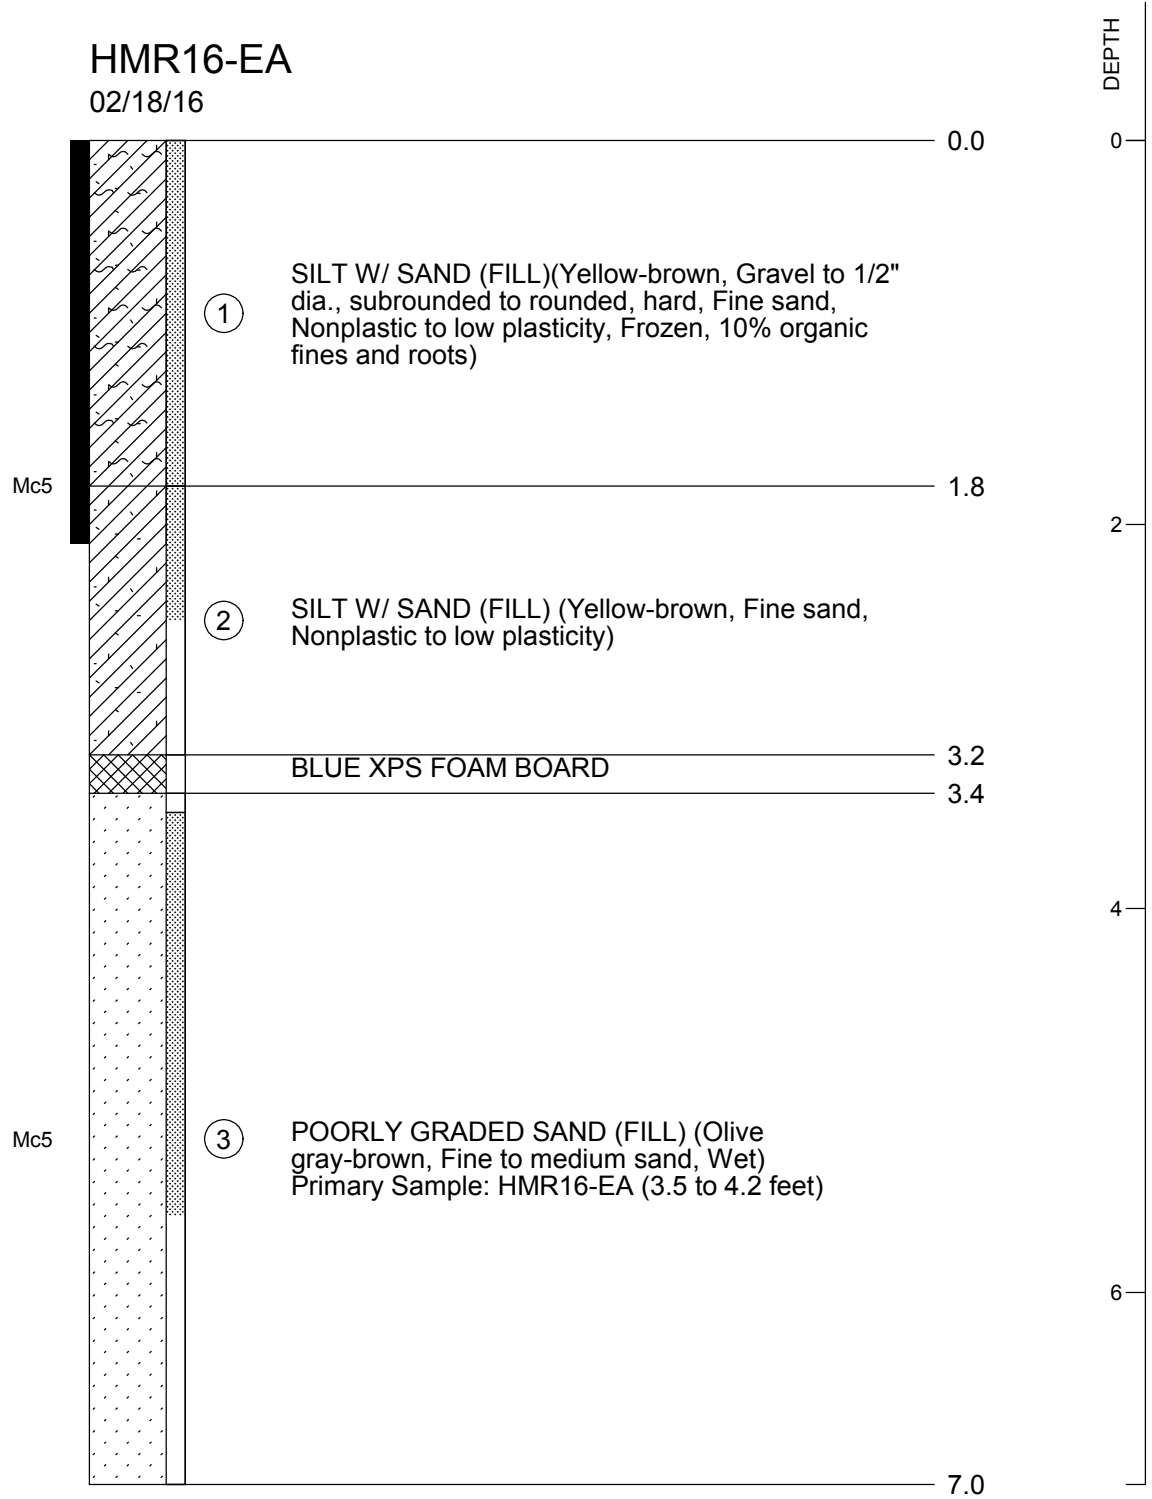 DEPTH
HMR16-EA
02/18/16
0.0
0
SILT W/ SAND (FILL)(Yellow-brown, Gravel to 1/2"
dia., subrounded to rounded, hard, Fine sand,
1
Nonplastic to low plasticity, Frozen, 10% organic
fines and roots)
Mc5
1.8
2
SILT W/ SAND (FILL) (Yellow-brown, Fine sand,
2
Nonplastic to low plasticity)
3.2
BLUE XPS FOAM BOARD
3.4
4
Mc5
3
POORLY GRADED SAND (FILL) (Olive
gray-brown, Fine to medium sand, Wet)
Primary Sample: HMR16-EA (3.5 to 4.2 feet)
6
7.0